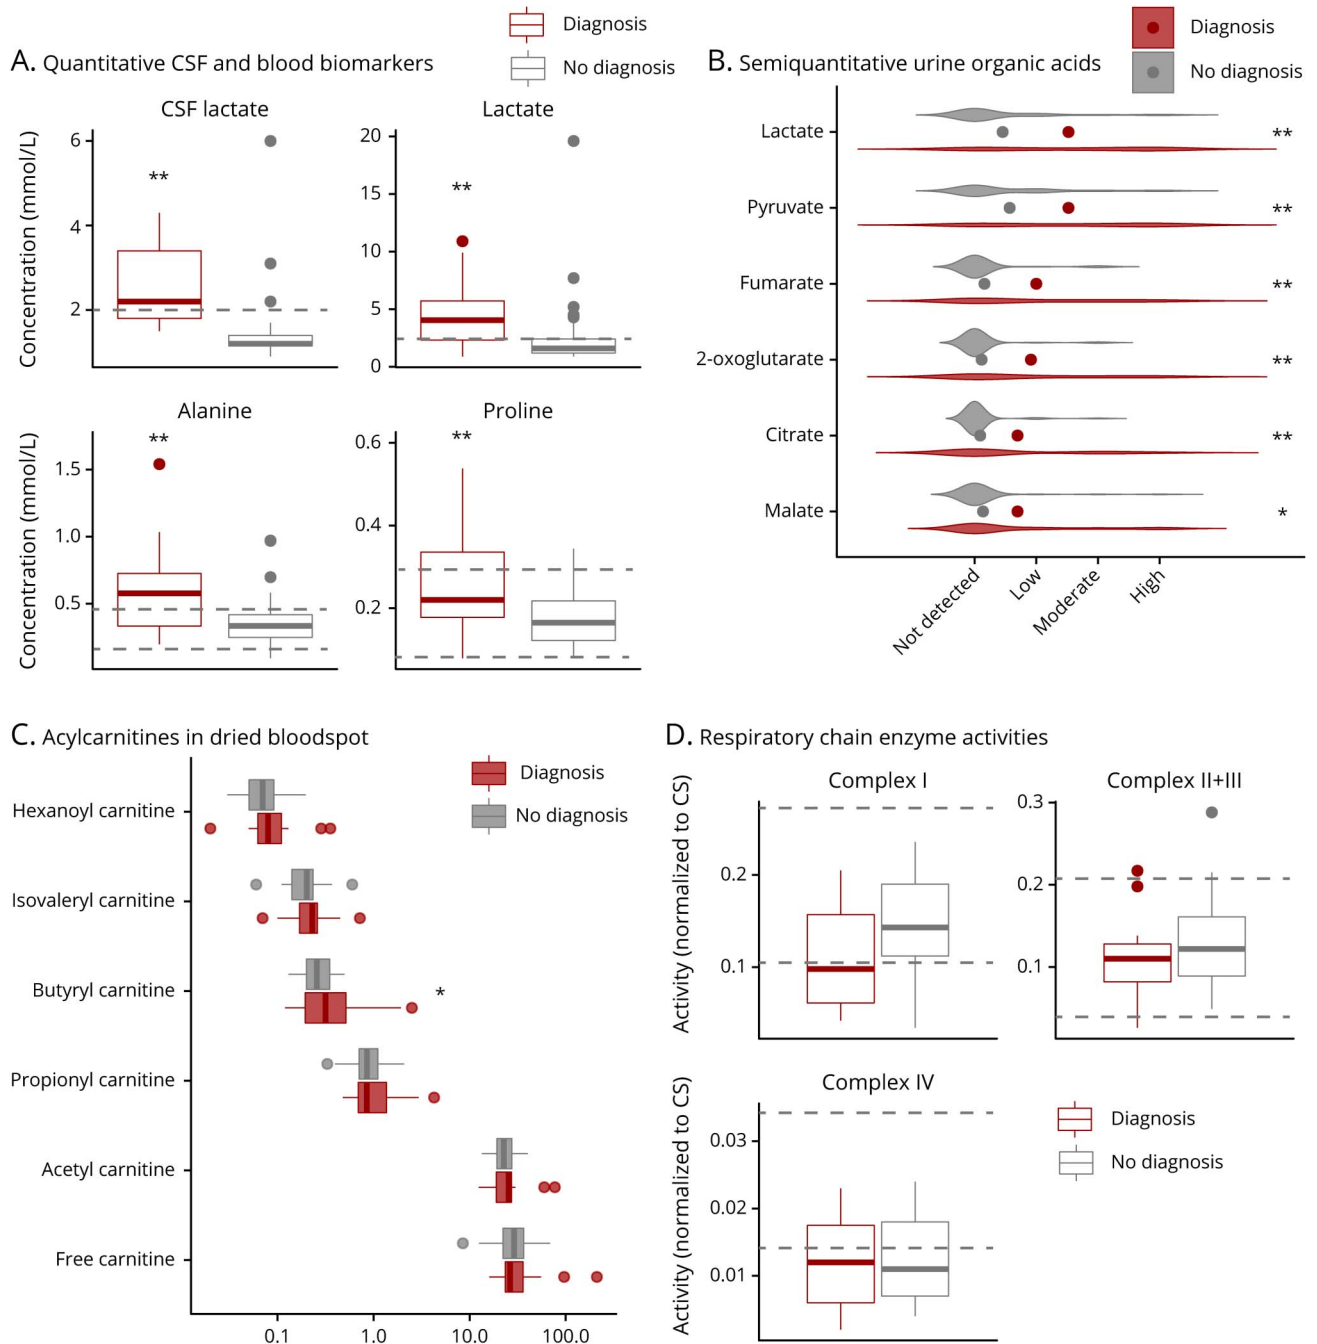 A. Quantitative CSF and blood biomarkers
Diagnosis
No diagnosis
CSF lactate
Concentration (mmol/L)
6
4
2
**
Lactate
20
15
10
5
0
**
Alanine
Concentration (mmol/L)
1.5
1.0
0.5
**
Proline
0.6
0.4
0.2
**
B. Semiquantitative urine organic acids
Diagnosis
No diagnosis
Lactate **
Pyruvate **
Fumarate **
2-oxoglutarate **
Citrate **
Malate *
Not detected
Low
Moderate
High
C. Acylcarnitines in dried bloodspot
Diagnosis
No diagnosis
Hexanoyl carnitine
Isovaleryl carnitine
Butyryl carnitine *
Propionyl carnitine
Acetyl carnitine
Free carnitine
0.1 1.0 10.0 100.0
D. Respiratory chain enzyme activities
Complex I
Activity (normalized to CS)
0.2
0.1
Complex II+III
0.3
0.2
0.1
Complex IV
Activity (normalized to CS)
0.03
0.02
0.01
Diagnosis
No diagnosis